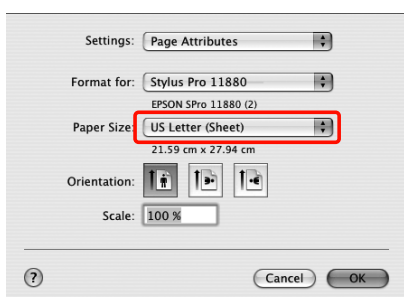 Settings: Page Attributes
Format for: Stylus Pro 11880
EPSON SPro 11880 (2)
Paper Size: US Letter (Sheet)
21.59 cm x 27.94 cm
Orientation:
Scale: 100 %
? Cancel OK